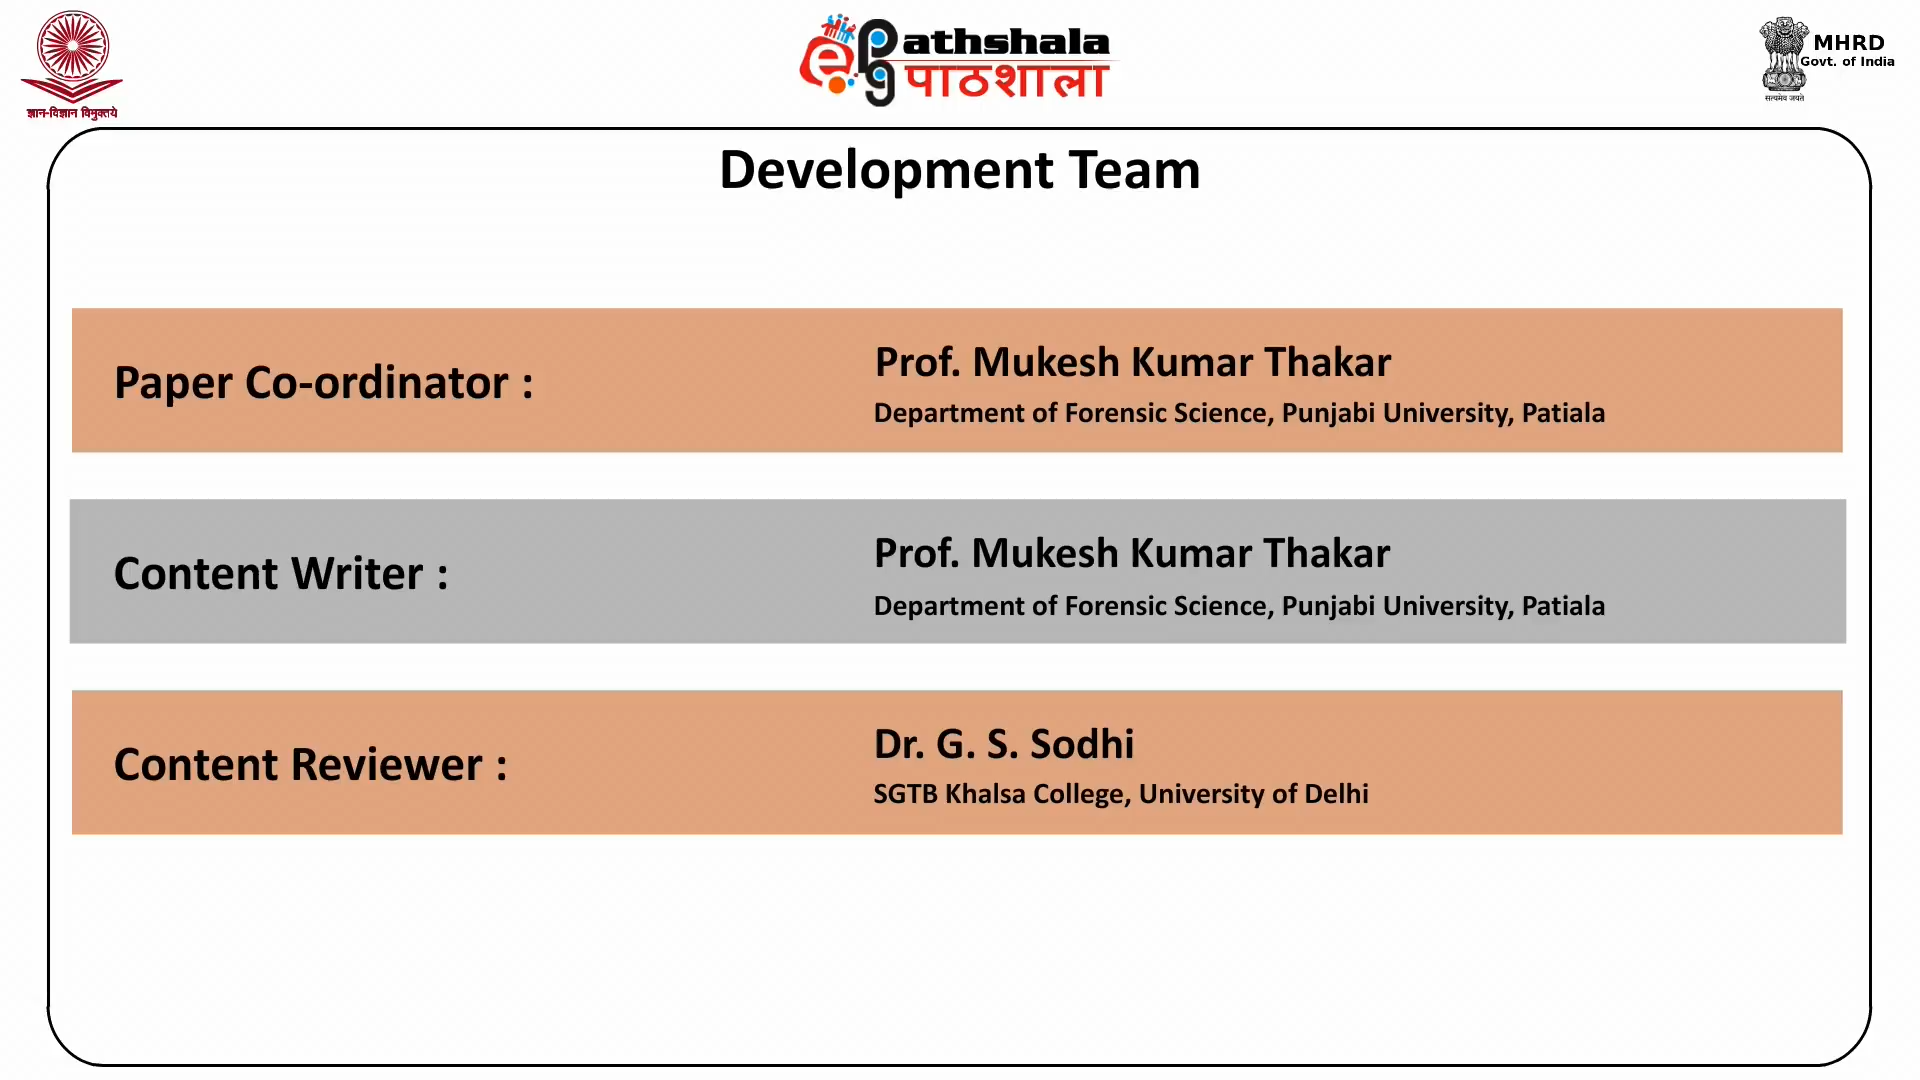 ज्ञान-विज्ञान विमुक्तये
e pg Pathshala
पाठशाला
MHRD
Govt. of India
सत्यमेव जयते
Development Team
Paper Co-ordinator :
Prof. Mukesh Kumar Thakar
Department of Forensic Science, Punjabi University, Patiala
Content Writer :
Prof. Mukesh Kumar Thakar
Department of Forensic Science, Punjabi University, Patiala
Content Reviewer :
Dr. G. S. Sodhi
SGTB Khalsa College, University of Delhi